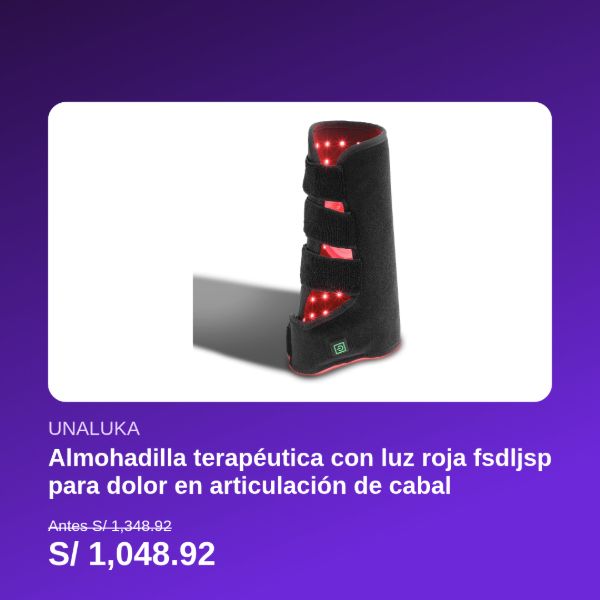 UNALUKA
Almohadilla terapéutica con luz roja fsdljsp
para dolor en articulación de cabal
Antes S/ 1,348.92
S/ 1,048.92